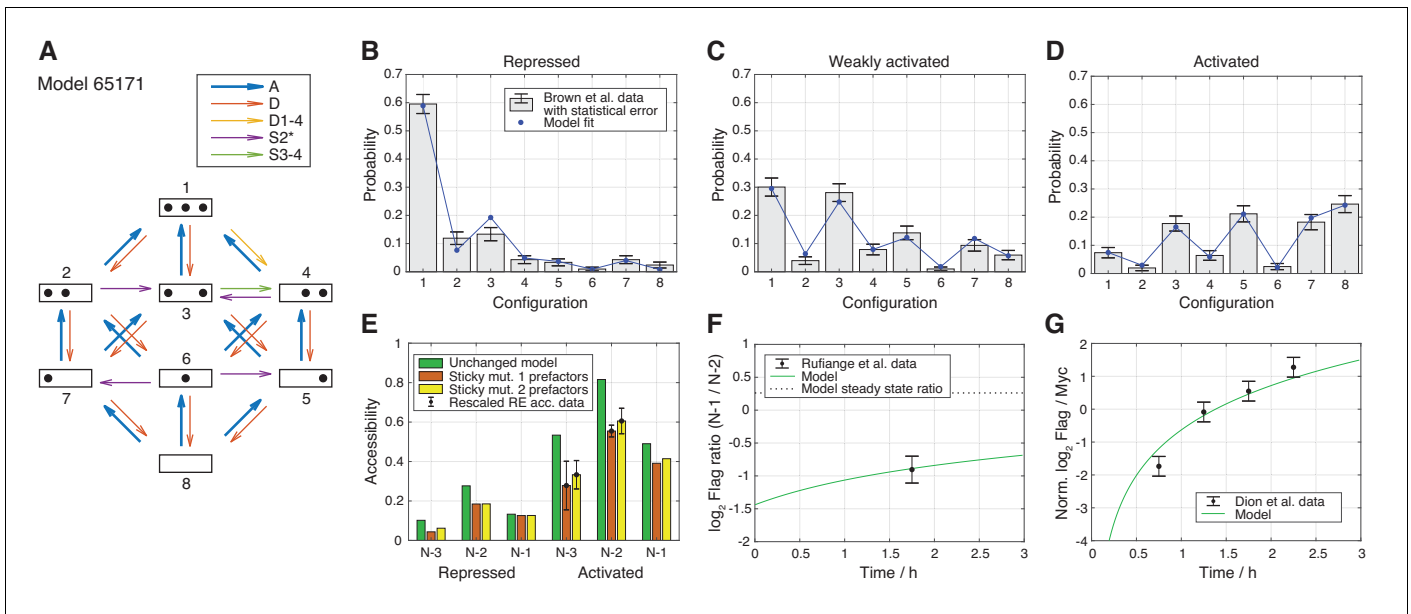 A
Model 65171
A
D
D1-4
S2*
S3-4
1
2
3
4
6
7
5
8
B
Repressed
Probability
0.7
0.6
0.5
0.4
0.3
0.2
0.1
0
Brown et al. data
with statistical error
Model fit
1 2 3 4 5 6 7 8
Configuration
C
Weakly activated
Probability
0.7
0.6
0.5
0.4
0.3
0.2
0.1
0
1 2 3 4 5 6 7 8
Configuration
D
Activated
Probability
0.7
0.6
0.5
0.4
0.3
0.2
0.1
0
1 2 3 4 5 6 7 8
Configuration
E
Accessibility
1
0.8
0.6
0.4
0.2
0
Unchanged model
Sticky mut. 1 prefactors
Sticky mut. 2 prefactors
Rescaled RE acc. data
N-3 N-2 N-1 N-3 N-2 N-1
Repressed Activated
F
log2 Flag ratio (N-1 / N-2)
1
0.5
0
-0.5
-1
-1.5
-2
Rufiange et al. data
Model
Model steady state ratio
0 0.5 1 1.5 2 2.5 3
Time / h
G
Norm. log2 Flag / Myc
2
1
0
-1
-2
-3
-4
Dion et al. data
Model
0 0.5 1 1.5 2 2.5 3
Time / h